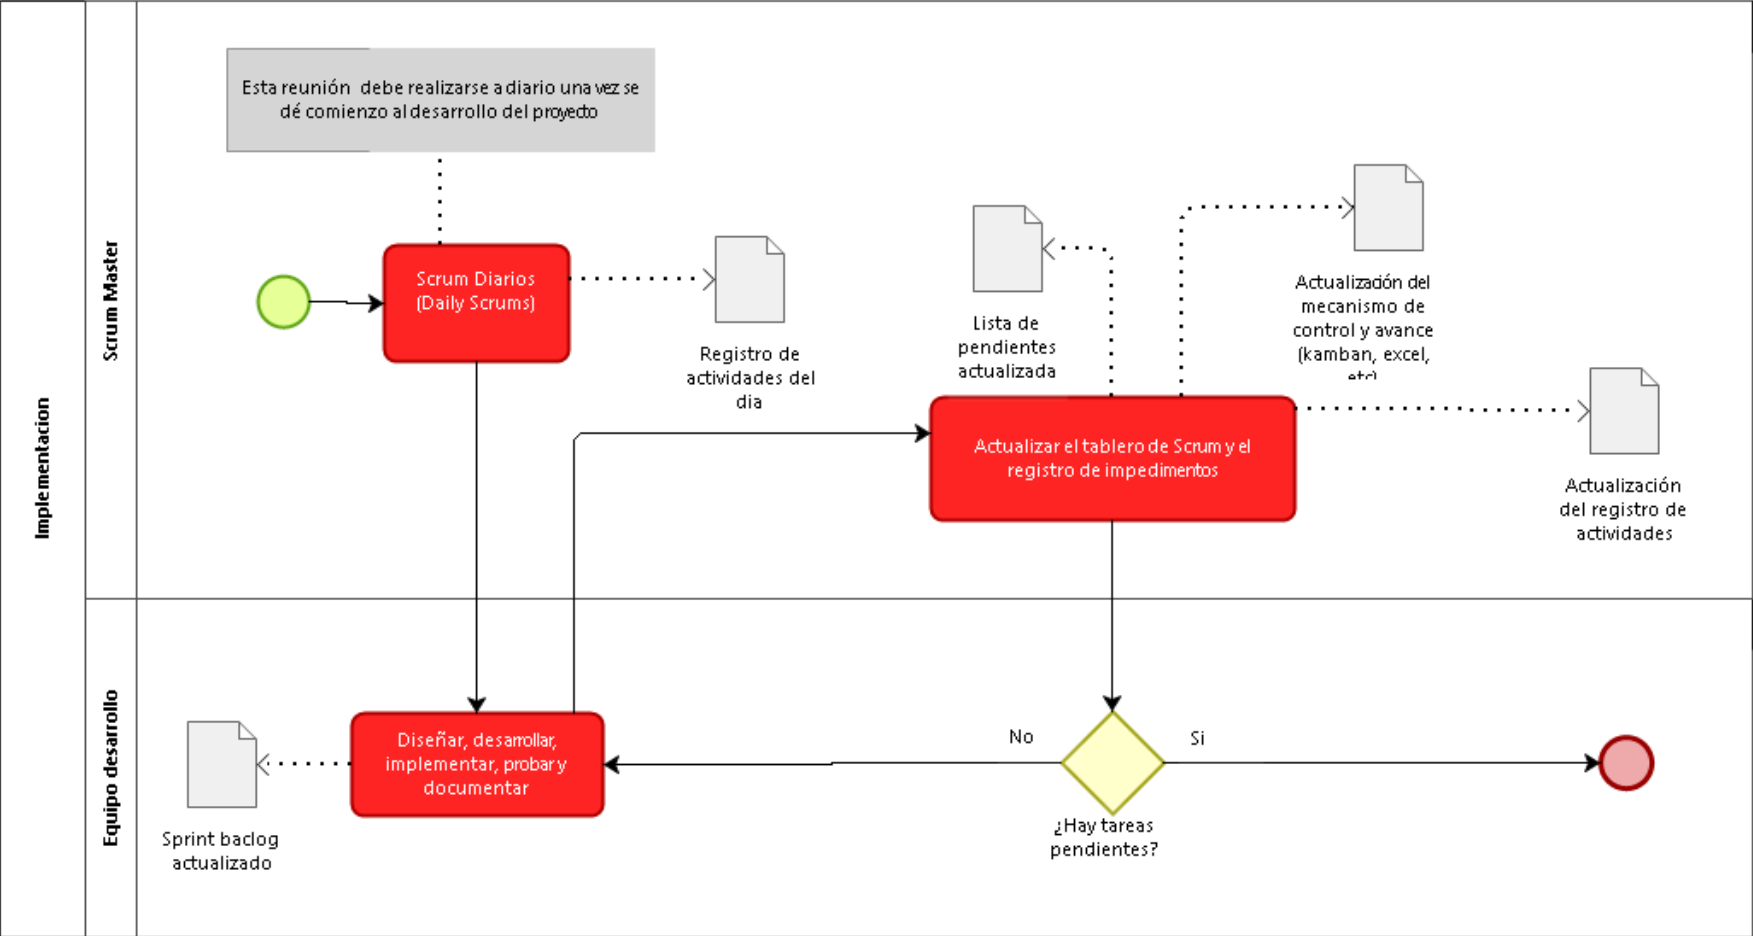 Implementacion
Scrum Master
Esta reunión debe realizarse a diario una vez se
dé comienzo al desarrollo del proyecto
Scrum Diarios
(Daily Scrums)
Registro de
actividades del
dia
Lista de
pendientes
actualizada
Actualización del
mecanismo de
control y avance
(kamban, excel,
etc)
Actualizar el tablero de Scrum y el
registro de impedimentos
Actualización
del registro de
actividades
Equipo desarrollo
Sprint baclog
actualizado
Diseñar, desarrollar,
implementar, probar y
documentar
No
Si
¿Hay tareas
pendientes?